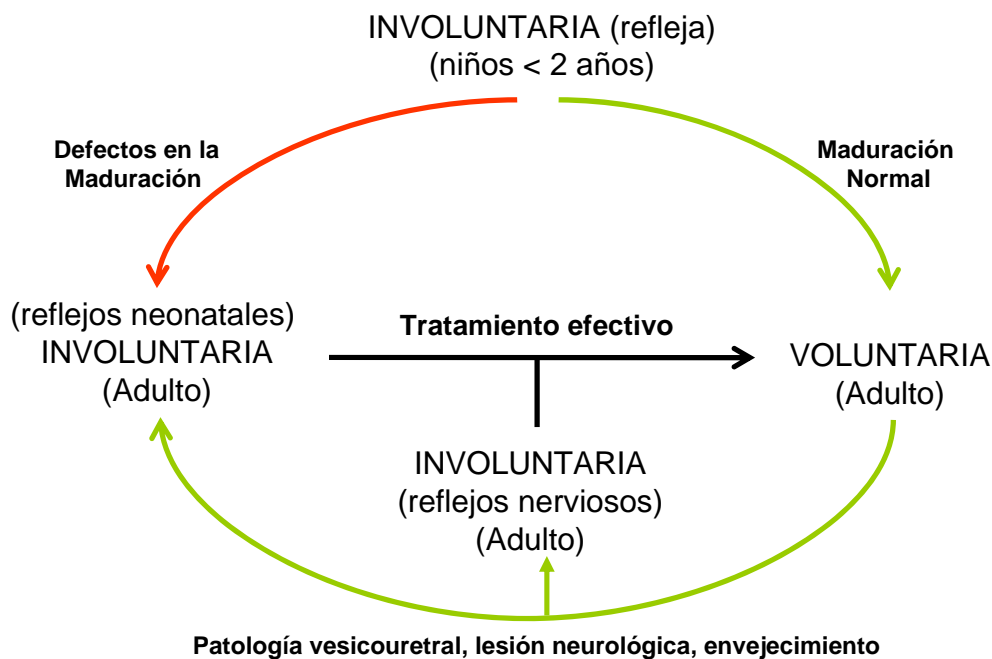 INVOLUNTARIA (refleja)
(niños < 2 años)
Defectos en la
Maduración
Maduración
Normal
(reflejos neonatales)
INVOLUNTARIA
(Adulto)
Tratamiento efectivo
VOLUNTARIA
(Adulto)
INVOLUNTARIA
(reflejos nerviosos)
(Adulto)
Patología vesicouretral, lesión neurológica, envejecimiento